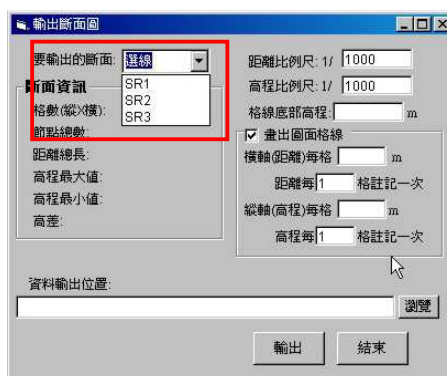 輸出斷面圖
要輸出的斷面: 選線
SR1
SR2
SR3
斷面資訊
格數(縱X橫):
節點總數:
距離總長:
高程最大值:
高程最小值:
高差:
距離比例尺: 1/ 1000
高程比例尺: 1/ 1000
格線底部高程: m
畫出圖面格線
橫軸(距離)每格 m
距離每 1 格註記一次
縱軸(高程)每格 m
高程每 1 格註記一次
資料輸出位置:
瀏覽
輸出 結束